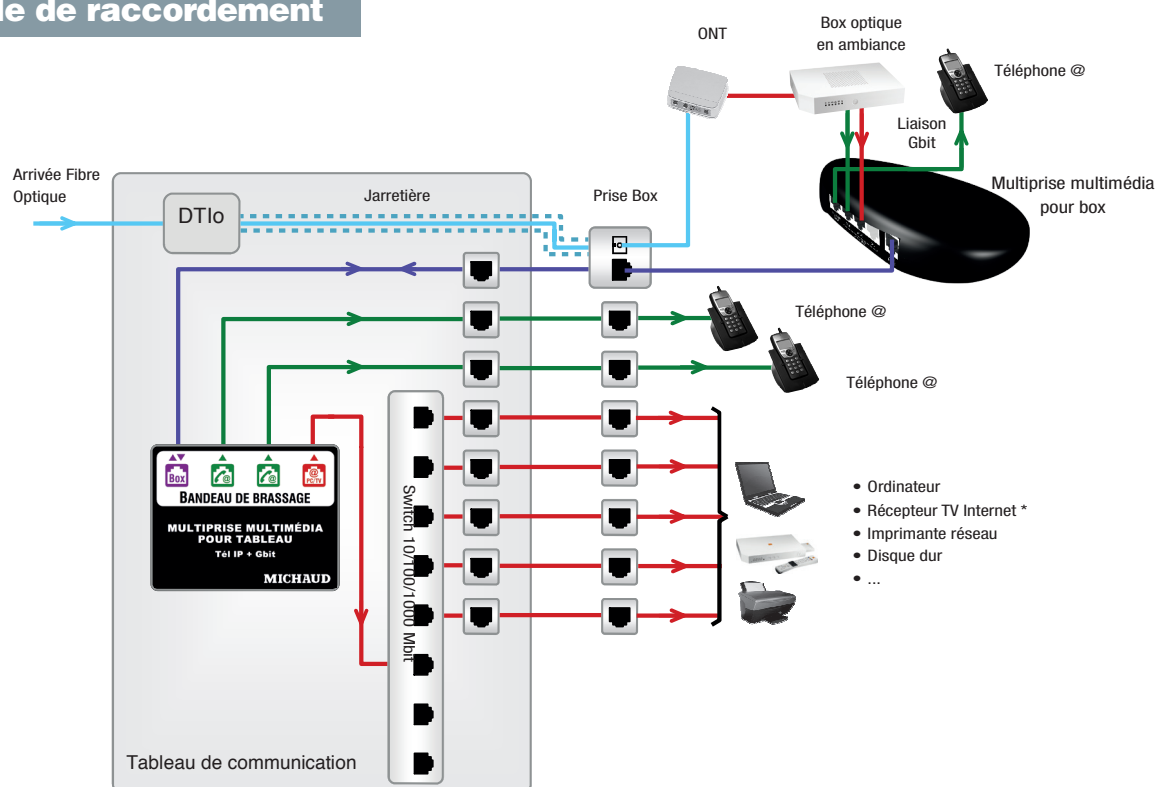 le de raccordement
ONT
Box optique
en ambiance
Téléphone @
Liaison
Gbit
Arrivée Fibre
Optique
DTIo
Jarretière
Prise Box
Multiprise multimédia
pour box
Téléphone @
Téléphone @
Box
@
@
@
PC/TV
BANDEAU DE BRASSAGE
MULTIPRISE MULTIMÉDIA
POUR TABLEAU
Tél IP + Gbit
MICHAUD
Switch 10/100/1000 Mbit
• Ordinateur
• Récepteur TV Internet *
• Imprimante réseau
• Disque dur
• ...
Tableau de communication